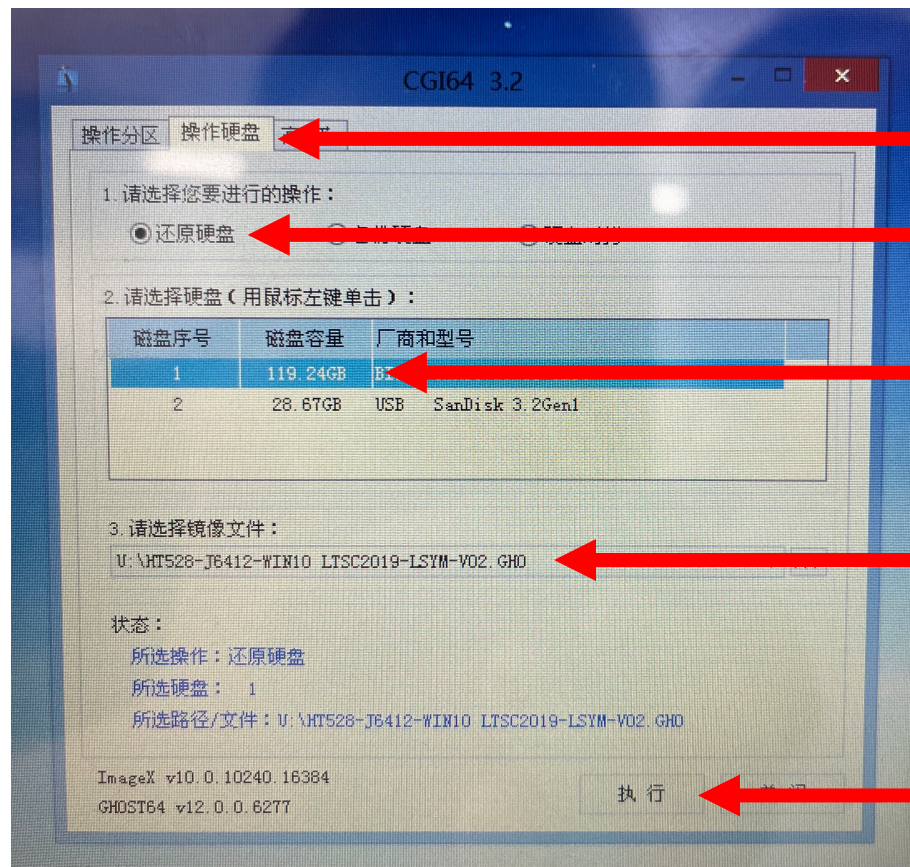 CGI64 3.2
操作分区 操作硬盘
1.请选择您要进行的操作：
还原硬盘
2.请选择硬盘(用鼠标左键单击)：
磁盘序号 磁盘容量 厂商和型号
1 119.24GB
2 28.67GB USB SanDisk 3.2Gen1
3.请选择镜像文件：
U:\HT528-J6412-WIN10 LTSC2019-LSYM-V02.GHO
状态：
所选操作：还原硬盘
所选硬盘： 1
所选路径/文件：U:\HT528-J6412-WIN10 LTSC2019-LSYM-V02.GHO
ImageX v10.0.10240.16384
执行
GHOST64 v12.0.0.6277